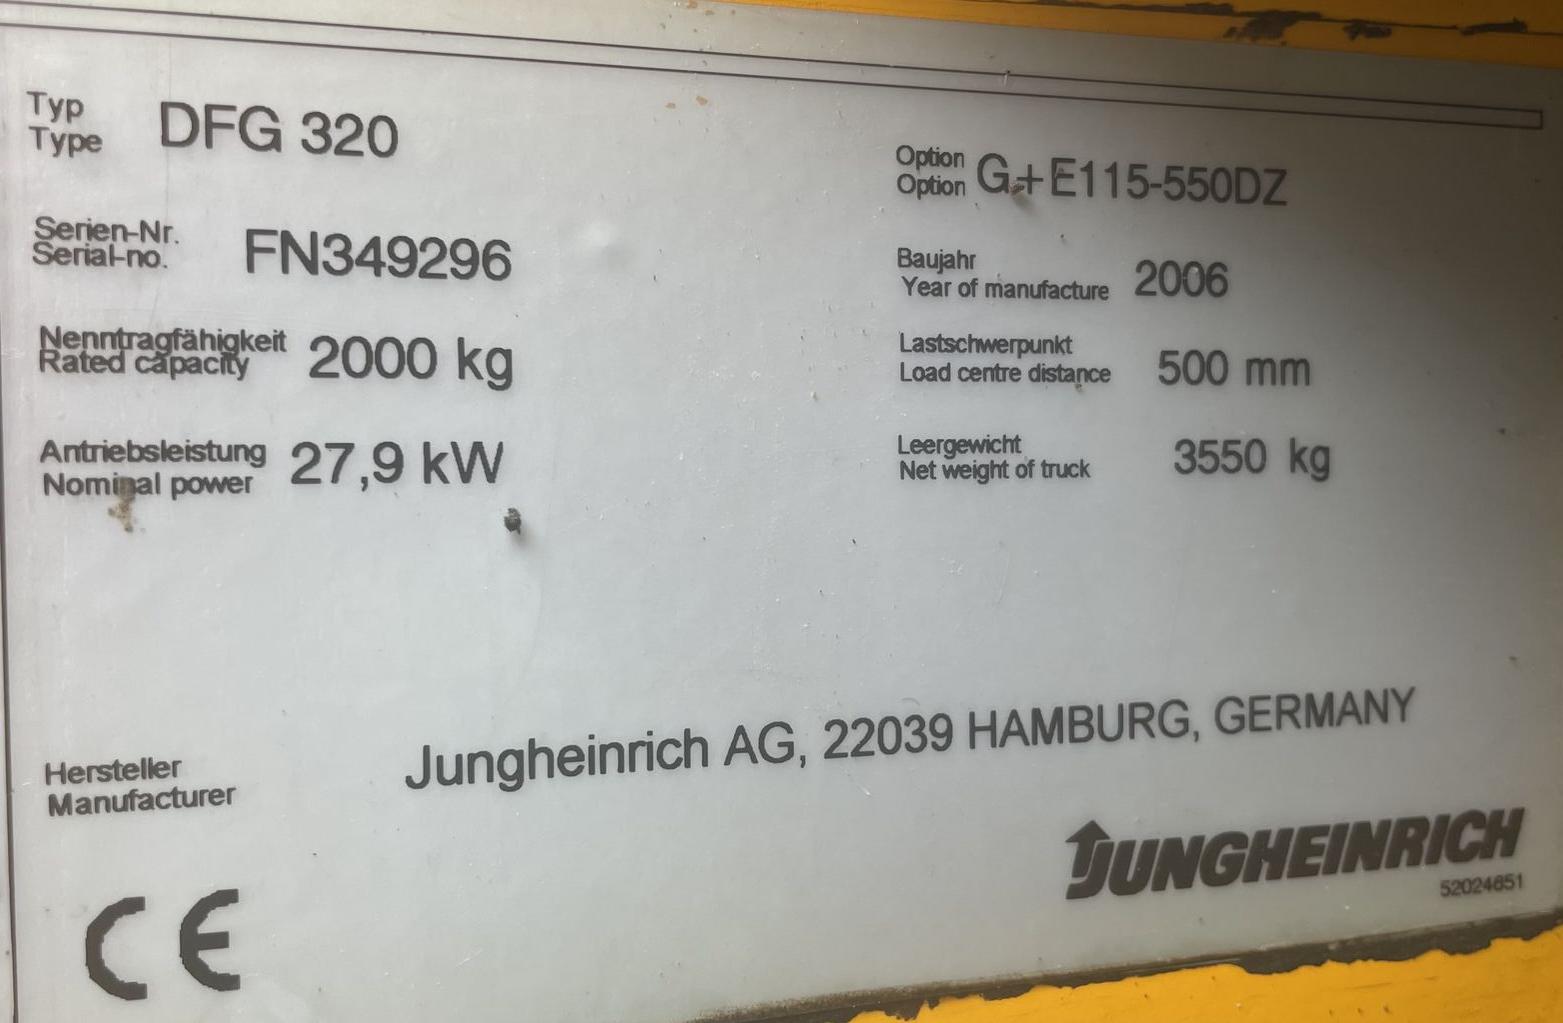 Typ
Type DFG 320
Option
Option G+E115-550DZ
Serien-Nr.
Serial-no. FN349296
Baujahr
Year of manufacture 2006
Nenntragfähigkeit
Rated capacity 2000 kg
Lastschwerpunkt
Load centre distance 500 mm
Antriebsleistung
Nominal power 27,9 kW
Leergewicht
Net weight of truck 3550 kg
Hersteller
Manufacturer
Jungheinrich AG, 22039 HAMBURG, GERMANY
JUNGHEINRICH
52024651
CE